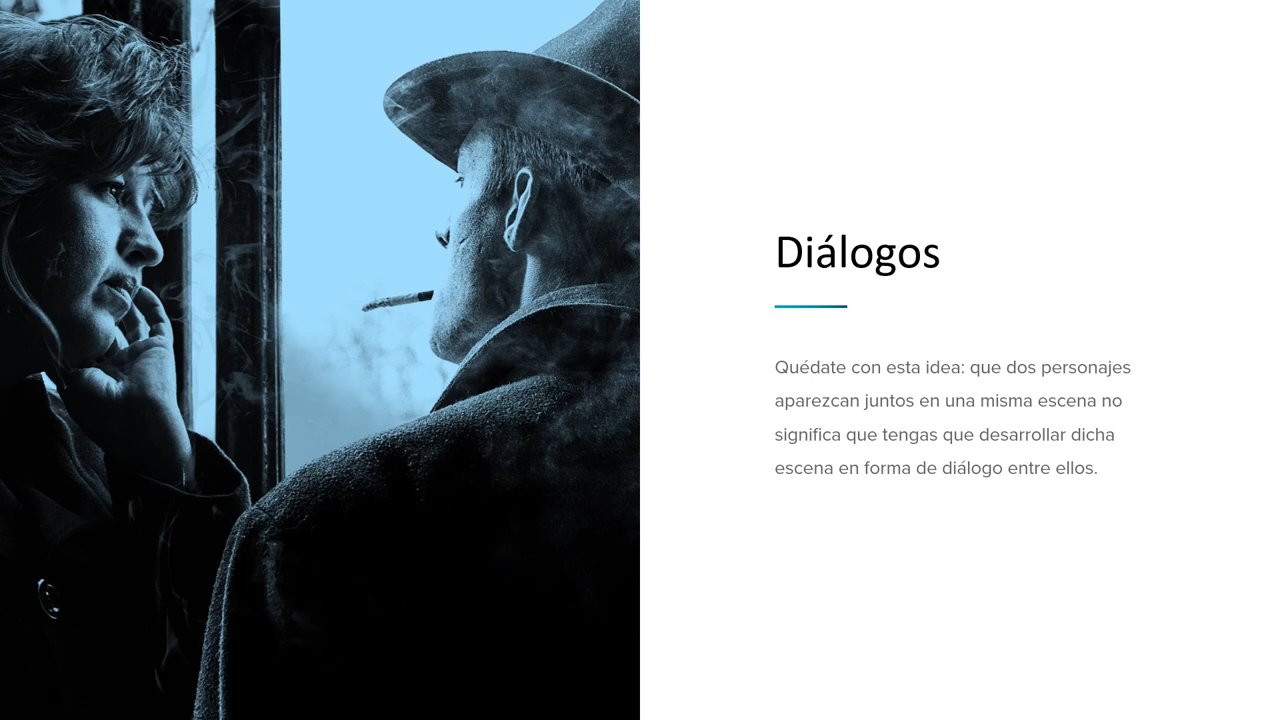 Diálogos
Quédate con esta idea: que dos personajes
aparezcan juntos en una misma escena no
significa que tengas que desarrollar dicha
escena en forma de diálogo entre ellos.